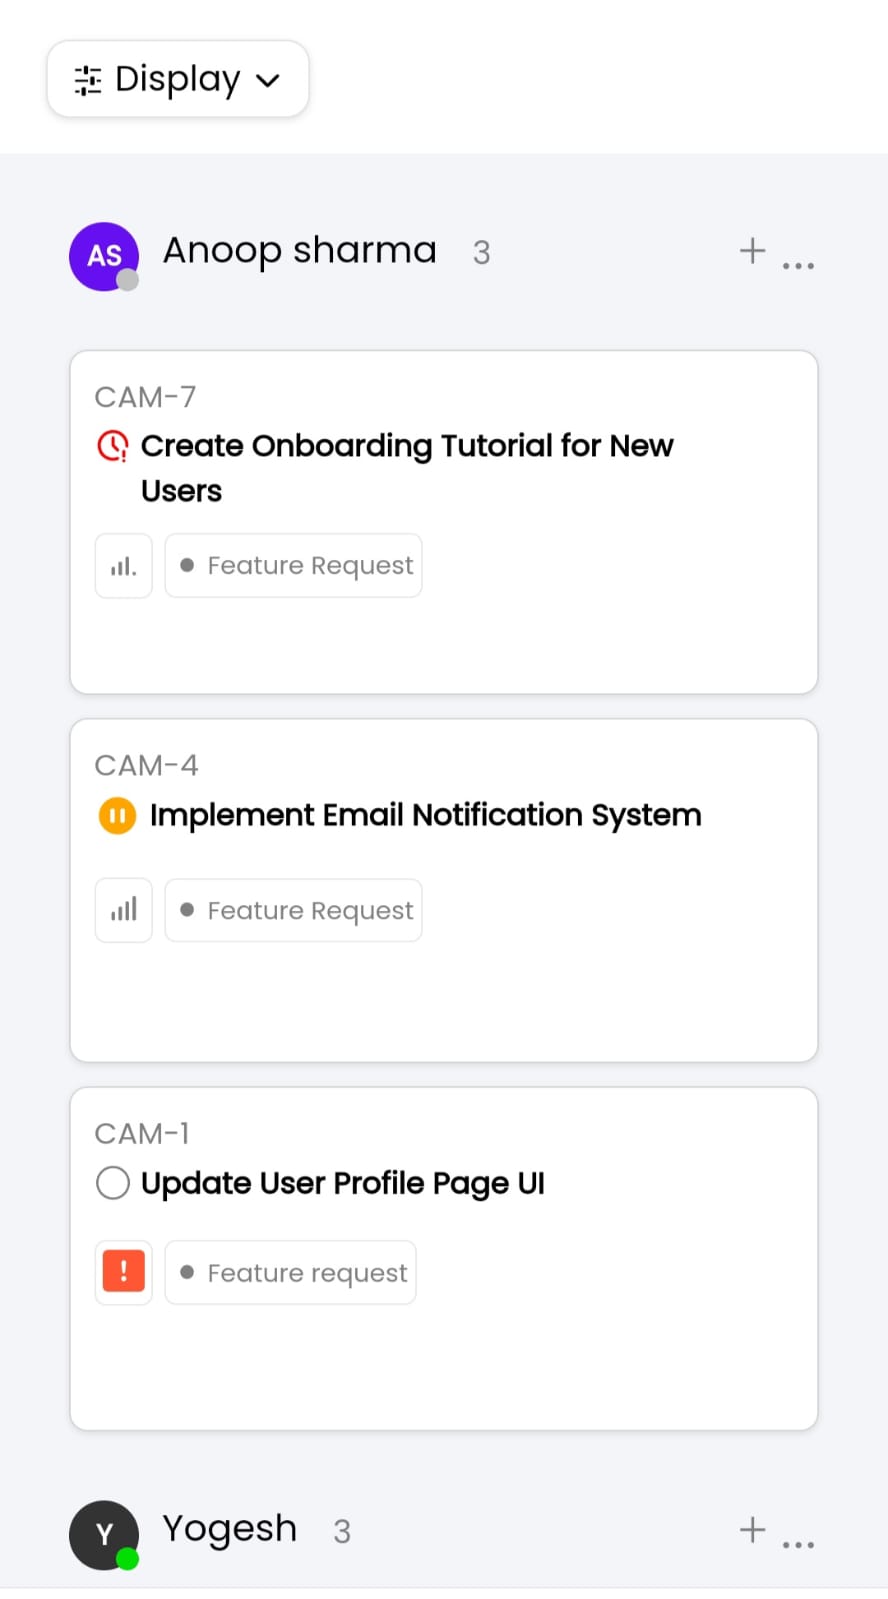 Display
AS Anoop sharma 3 + ...
CAM-7
Create Onboarding Tutorial for New
Users
Feature Request
CAM-4
Implement Email Notification System
Feature Request
CAM-1
Update User Profile Page UI
! Feature request
Y Yogesh 3 + ...